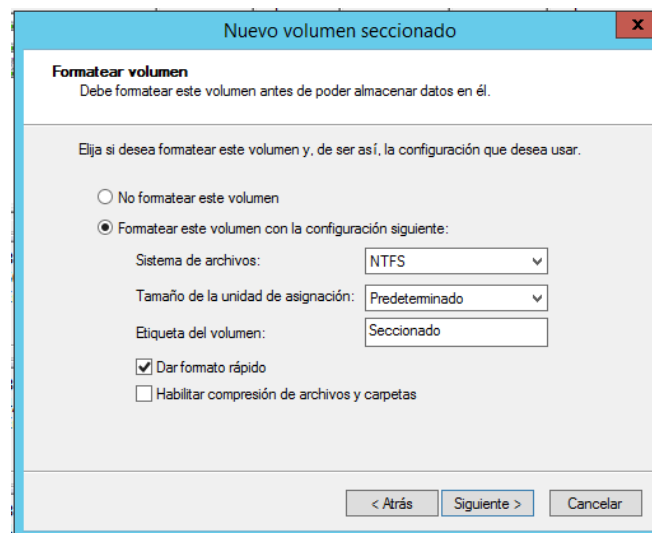 Nuevo volumen seccionado
x
Formatear volumen
Debe formatear este volumen antes de poder almacenar datos en él.
Elija si desea formatear este volumen y, de ser así, la configuración que desea usar.
No formatear este volumen
Formatear este volumen con la configuración siguiente:
Sistema de archivos: NTFS
Tamaño de la unidad de asignación: Predeterminado
Etiqueta del volumen: Seccionado
Dar formato rápido
Habilitar compresión de archivos y carpetas
< Atrás Siguiente > Cancelar